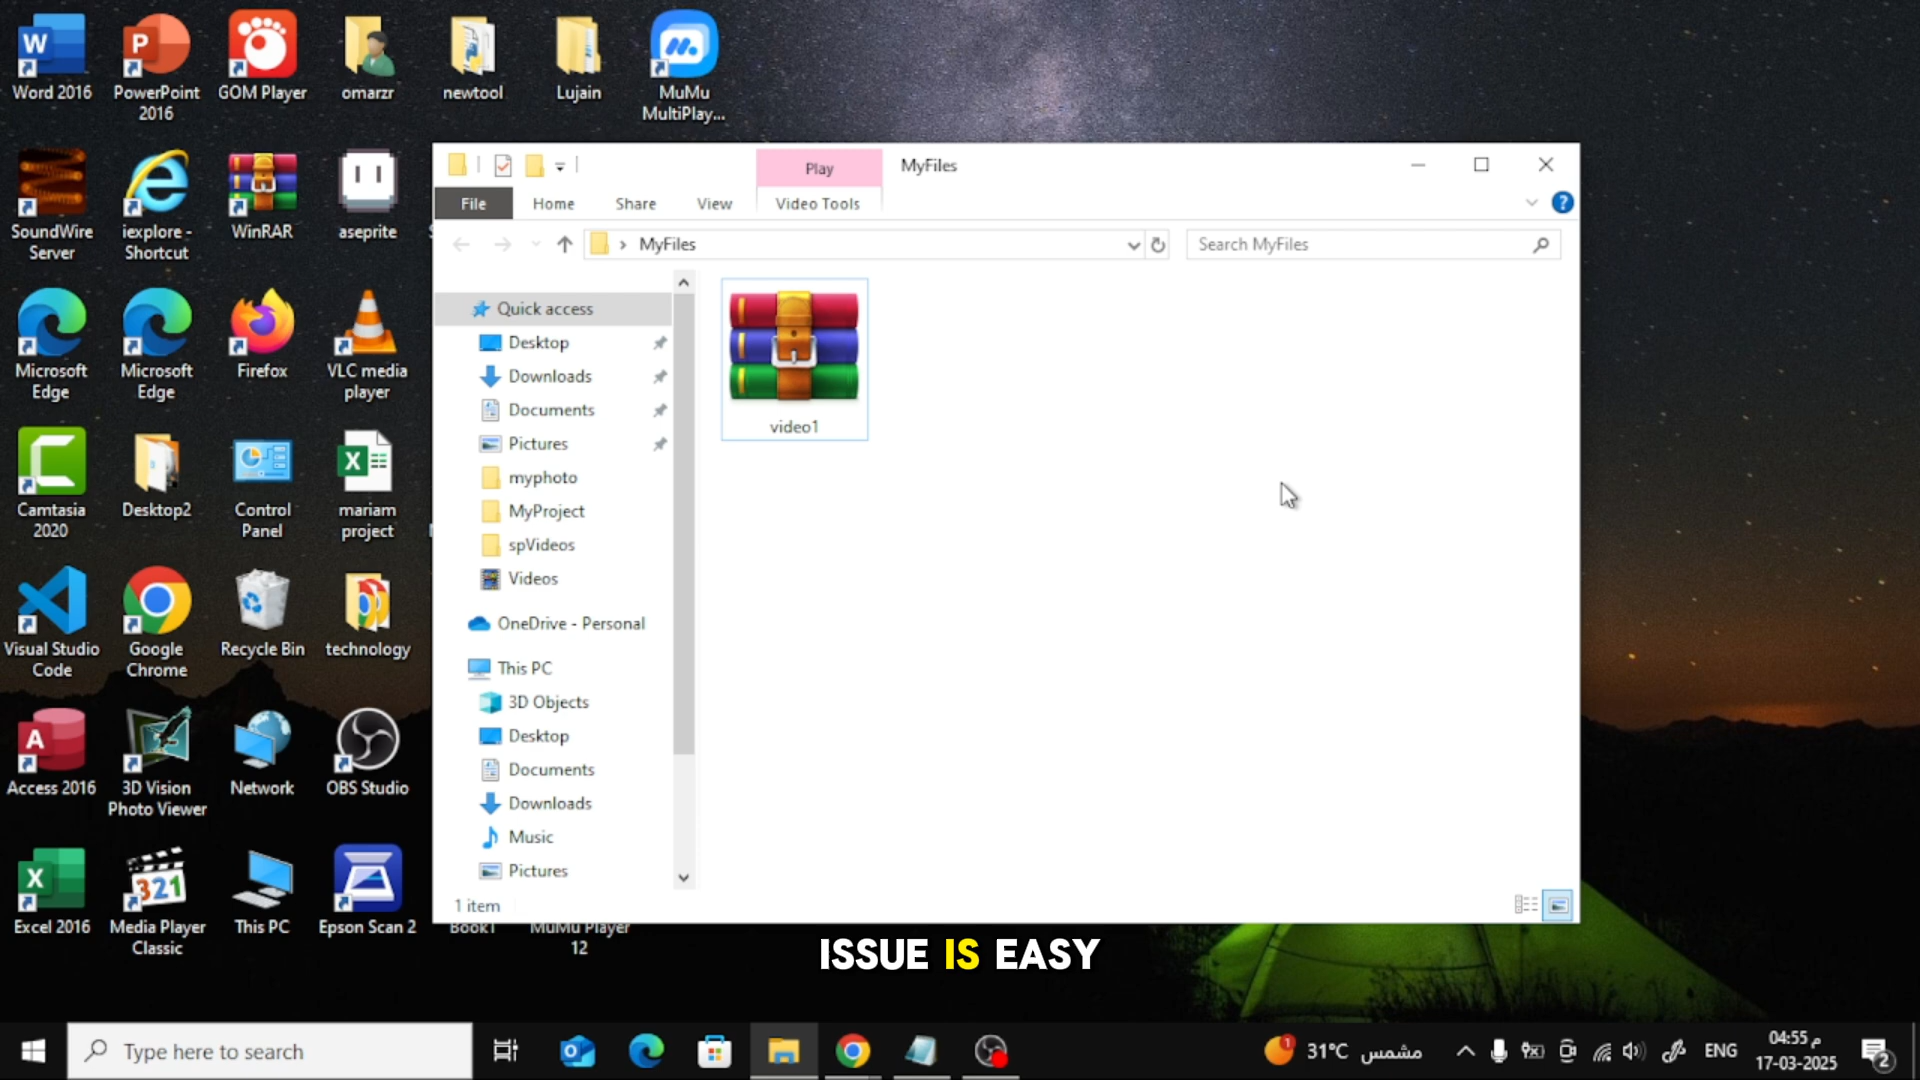 Word 2016
PowerPoint
2016
GOM Player
omarzr
newtool
Lujain
MuMu
MultiPlay...
SoundWire
Server
iexplore -
Shortcut
WinRAR
aseprite
Microsoft
Edge
Microsoft
Edge
Firefox
VLC media
player
Camtasia
2020
Desktop2
Control
Panel
mariam
project
Visual Studio
Code
Google
Chrome
Recycle Bin
technology
Access 2016
3D Vision
Photo Viewer
Network
OBS Studio
Excel 2016
Media Player
Classic
This PC
Epson Scan 2
Book1
MuMu Player
12
Play
MyFiles
File
Home
Share
View
Video Tools
MyFiles
Search MyFiles
Quick access
Desktop
Downloads
Documents
Pictures
myphoto
MyProject
spVideos
Videos
OneDrive - Personal
This PC
3D Objects
Desktop
Documents
Downloads
Music
Pictures
video1
1 item
ISSUE IS EASY
Type here to search
1
31°C مشمس
ENG
04:55 م
17-03-2025
2